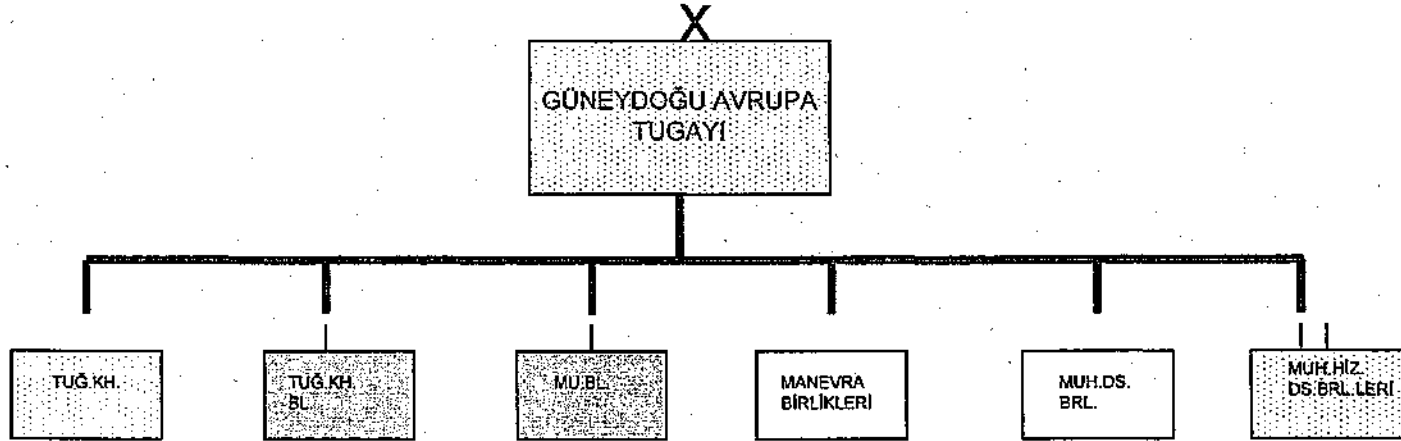 X
GÜNEYDOĞU AVRUPA
TUGAYI
TUĞ.KH.
TUĞ.KH.
BL.
MU.BL.
MANEVRA
BİRLİKLERİ
MUH.DS.
BRL.
MUH.HİZ.
DS.BRL.LERİ